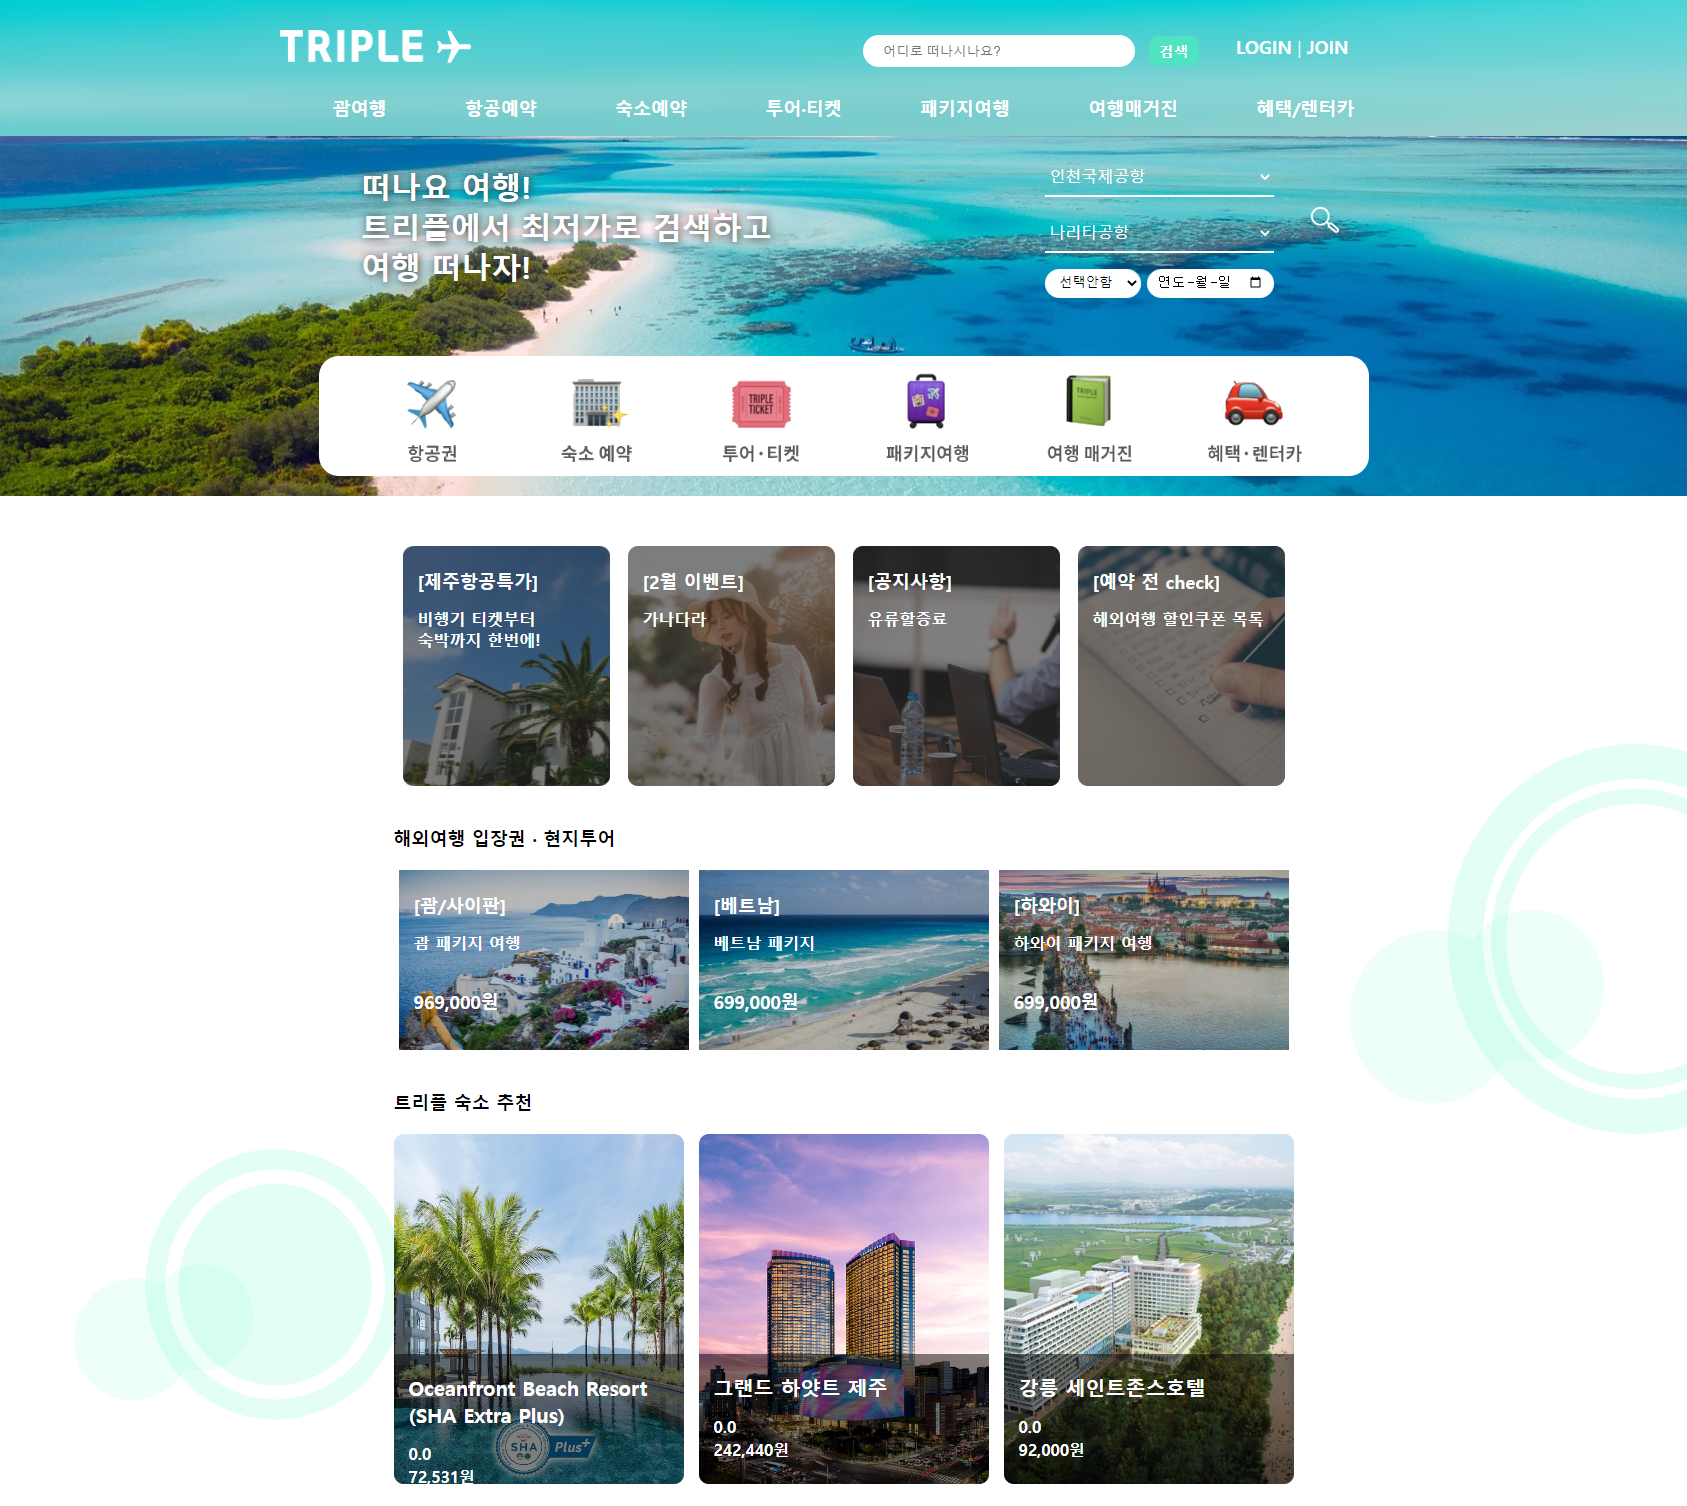 TRIPLE
어디로 떠나시나요?
검색
LOGIN | JOIN
괌여행
항공예약
숙소예약
투어·티켓
패키지여행
여행매거진
혜택/렌터카
떠나요 여행!
트리플에서 최저가로 검색하고
여행 떠나자!
인천국제공항
나리타공항
선택안함
연도-월-일
TRIPLE
TICKET
TRIPLE
항공권
숙소 예약
투어·티켓
패키지여행
여행 매거진
혜택·렌터카
[제주항공특가]
비행기 티켓부터
숙박까지 한번에!
[2월 이벤트]
가나다라
[공지사항]
유류할증료
[예약 전 check]
해외여행 할인쿠폰 목록
해외여행 입장권 · 현지투어
[괌/사이판]
괌 패키지 여행
969,000원
[베트남]
베트남 패키지
699,000원
[하와이]
하와이 패키지 여행
699,000원
트리플 숙소 추천
Oceanfront Beach Resort
(SHA Extra Plus)
0.0
72,531원
SHA Plus+
그랜드 하얏트 제주
0.0
242,440원
강릉 세인트존스호텔
0.0
92,000원